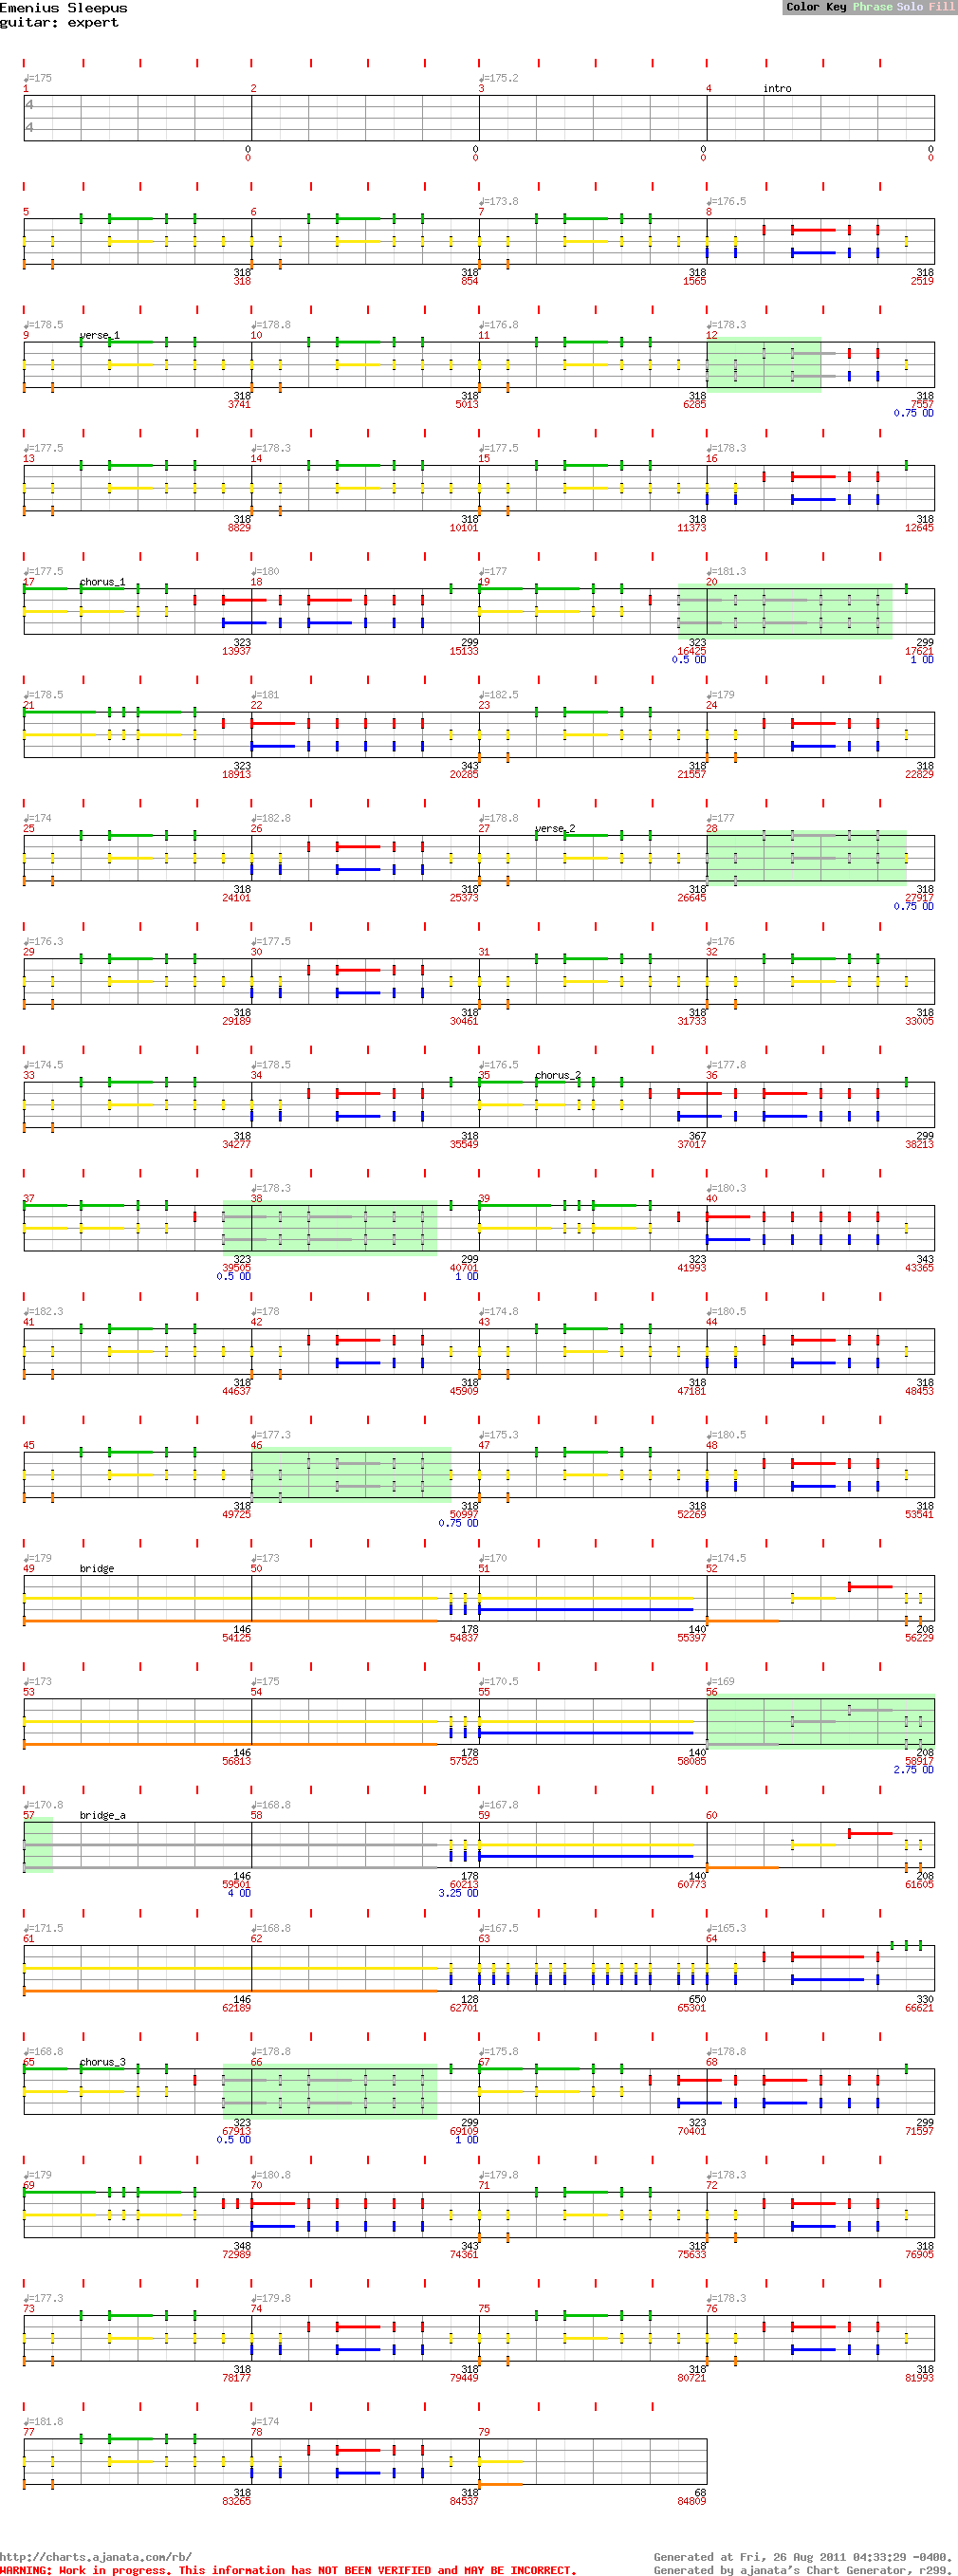 Emenius Sleepus
guitar: expert
Color Key Phrase Solo Fill
♩=175 ♩=175.2
1 2 3 4 intro
4
4
0 0 0 0
0 0 0 0
♩=173.8 ♩=176.5
5 6 7 8
318 318 318 318
318 854 1565 2519
♩=178.5 ♩=178.8 ♩=176.8 ♩=178.3
9 verse_1 10 11 12
318 318 318 318
3741 5013 6285 7557
0.75 OD
♩=177.5 ♩=178.3 ♩=177.5 ♩=178.3
13 14 15 16
318 318 318 318
8829 10101 11373 12645
♩=177.5 ♩=180 ♩=177 ♩=181.3
17 chorus_1 18 19 20
323 299 323 299
13937 15133 16425 17621
0.5 OD 1 OD
♩=178.5 ♩=181 ♩=182.5 ♩=179
21 22 23 24
323 343 318 318
18913 20285 21557 22829
♩=174 ♩=182.8 ♩=178.8 ♩=177
25 26 27 verse_2 28
318 318 318 318
24101 25373 26645 27917
0.75 OD
♩=176.3 ♩=177.5 ♩=176
29 30 31 32
318 318 318 318
29189 30461 31733 33005
♩=174.5 ♩=178.5 ♩=176.5 ♩=177.8
33 34 35 chorus_2 36
318 318 367 299
34277 35549 37017 38213
♩=178.3 ♩=180.3
37 38 39 40
323 299 323 343
39505 40701 41993 43365
0.5 OD 1 OD
♩=182.3 ♩=178 ♩=174.8 ♩=180.5
41 42 43 44
318 318 318 318
44637 45909 47181 48453
♩=177.3 ♩=175.3 ♩=180.5
45 46 47 48
318 318 318 318
49725 50997 52269 53541
0.75 OD
♩=179 ♩=173 ♩=170 ♩=174.5
49 bridge 50 51 52
146 178 140 208
54125 54837 55397 56229
♩=173 ♩=175 ♩=170.5 ♩=169
53 54 55 56
146 178 140 208
56813 57525 58085 58917
2.75 OD
♩=170.8 ♩=168.8 ♩=167.8
57 bridge_a 58 59 60
146 178 140 208
59501 60213 60773 61605
4 OD 3.25 OD
♩=171.5 ♩=168.8 ♩=167.5 ♩=165.3
61 62 63 64
146 128 650 330
62189 62701 65301 66621
♩=168.8 ♩=178.8 ♩=175.8 ♩=178.8
65 chorus_3 66 67 68
323 299 323 299
67913 69109 70401 71597
0.5 OD 1 OD
♩=179 ♩=180.8 ♩=179.8 ♩=178.3
69 70 71 72
348 343 318 318
72989 74361 75633 76905
♩=177.3 ♩=179.8 ♩=178.3
73 74 75 76
318 318 318 318
78177 79449 80721 81993
♩=181.8 ♩=174
77 78 79
318 318 68
83265 84537 84809
http://charts.ajanata.com/rb/ Generated at Fri, 26 Aug 2011 04:33:29 -0400.
WARNING: Work in progress. This information has NOT BEEN VERIFIED and MAY BE INCORRECT. Generated by ajanata's Chart Generator, r299.